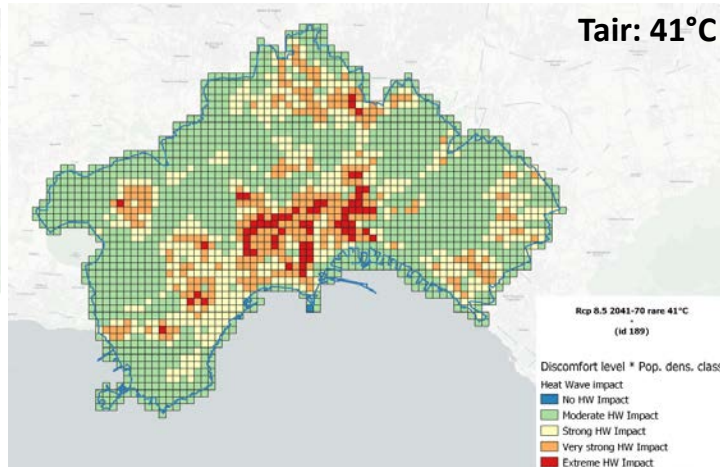 Tair: 41°C
Rcp 8.5 2041-70 rare 41°C
-
(id 189)
Discomfort level * Pop. dens. class
Heat Wave impact
No HW Impact
Moderate HW Impact
Strong HW Impact
Very strong HW Impact
Extreme HW Impact